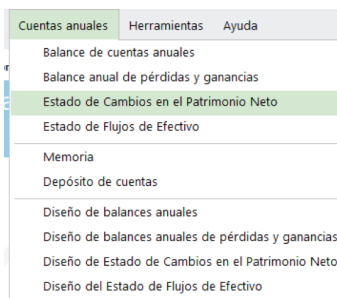 Cuentas anuales Herramientas Ayuda
Balance de cuentas anuales
Balance anual de pérdidas y ganancias
Estado de Cambios en el Patrimonio Neto
Estado de Flujos de Efectivo
Memoria
Depósito de cuentas
Diseño de balances anuales
Diseño de balances anuales de pérdidas y ganancias
Diseño de Estado de Cambios en el Patrimonio Neto
Diseño del Estado de Flujos de Efectivo